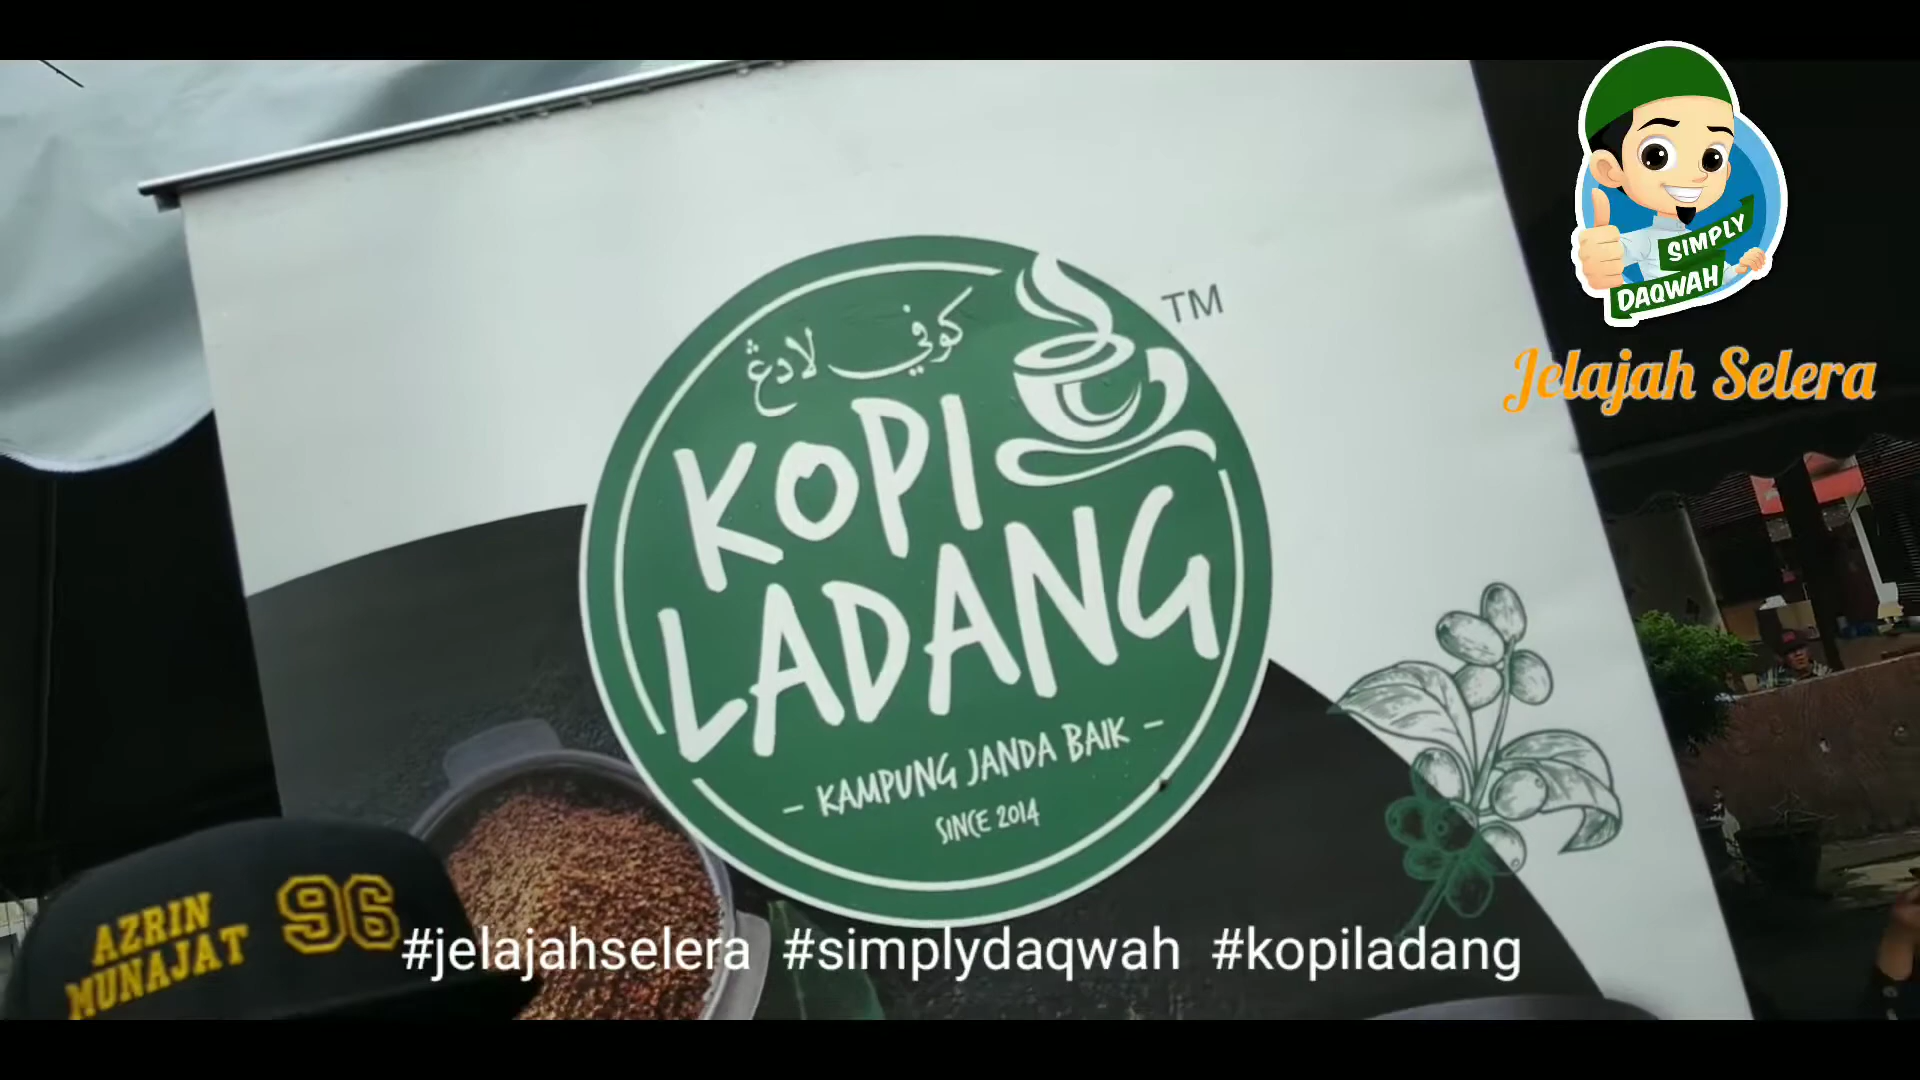 SIMPLY
DAQWAH
Jelajah Selera
كوفي لادڠ
TM
KOPI
LADANG
- KAMPUNG JANDA BAIK -
SINCE 2014
AZRIN
MUNAJAT
96
#jelajahselera #simplydaqwah #kopiladang